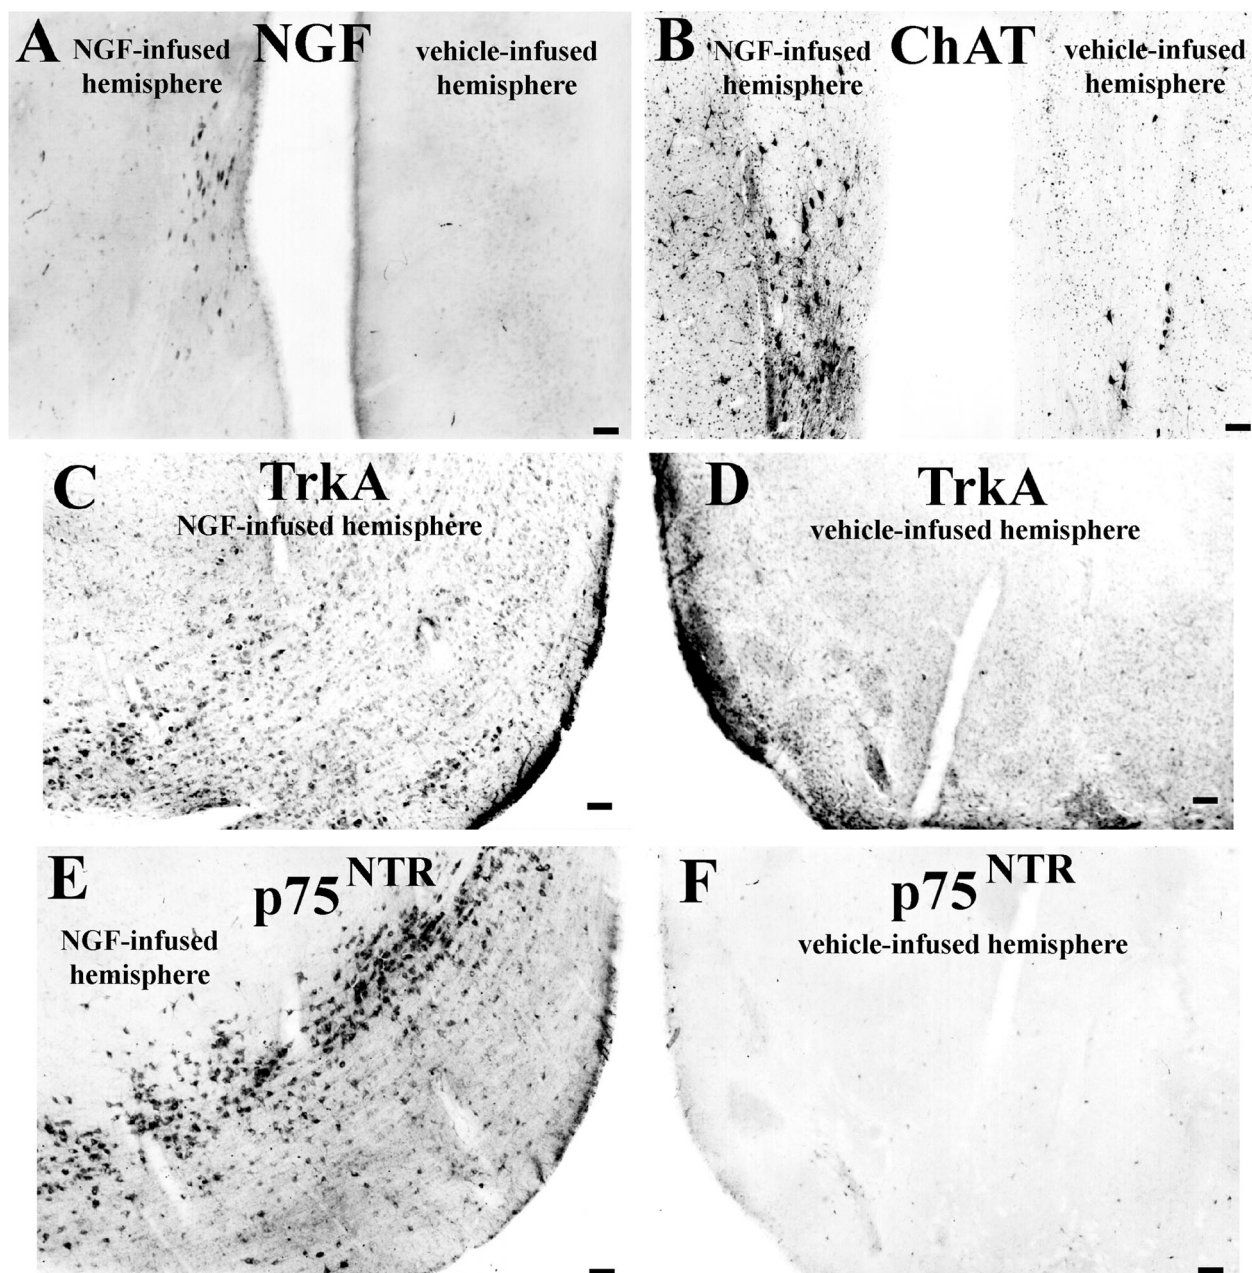 A
NGF-infused
hemisphere
NGF
vehicle-infused
hemisphere
B
NGF-infused
hemisphere
ChAT
vehicle-infused
hemisphere
C
TrkA
NGF-infused hemisphere
D
TrkA
vehicle-infused hemisphere
E
p75NTR
NGF-infused
hemisphere
F
p75NTR
vehicle-infused hemisphere